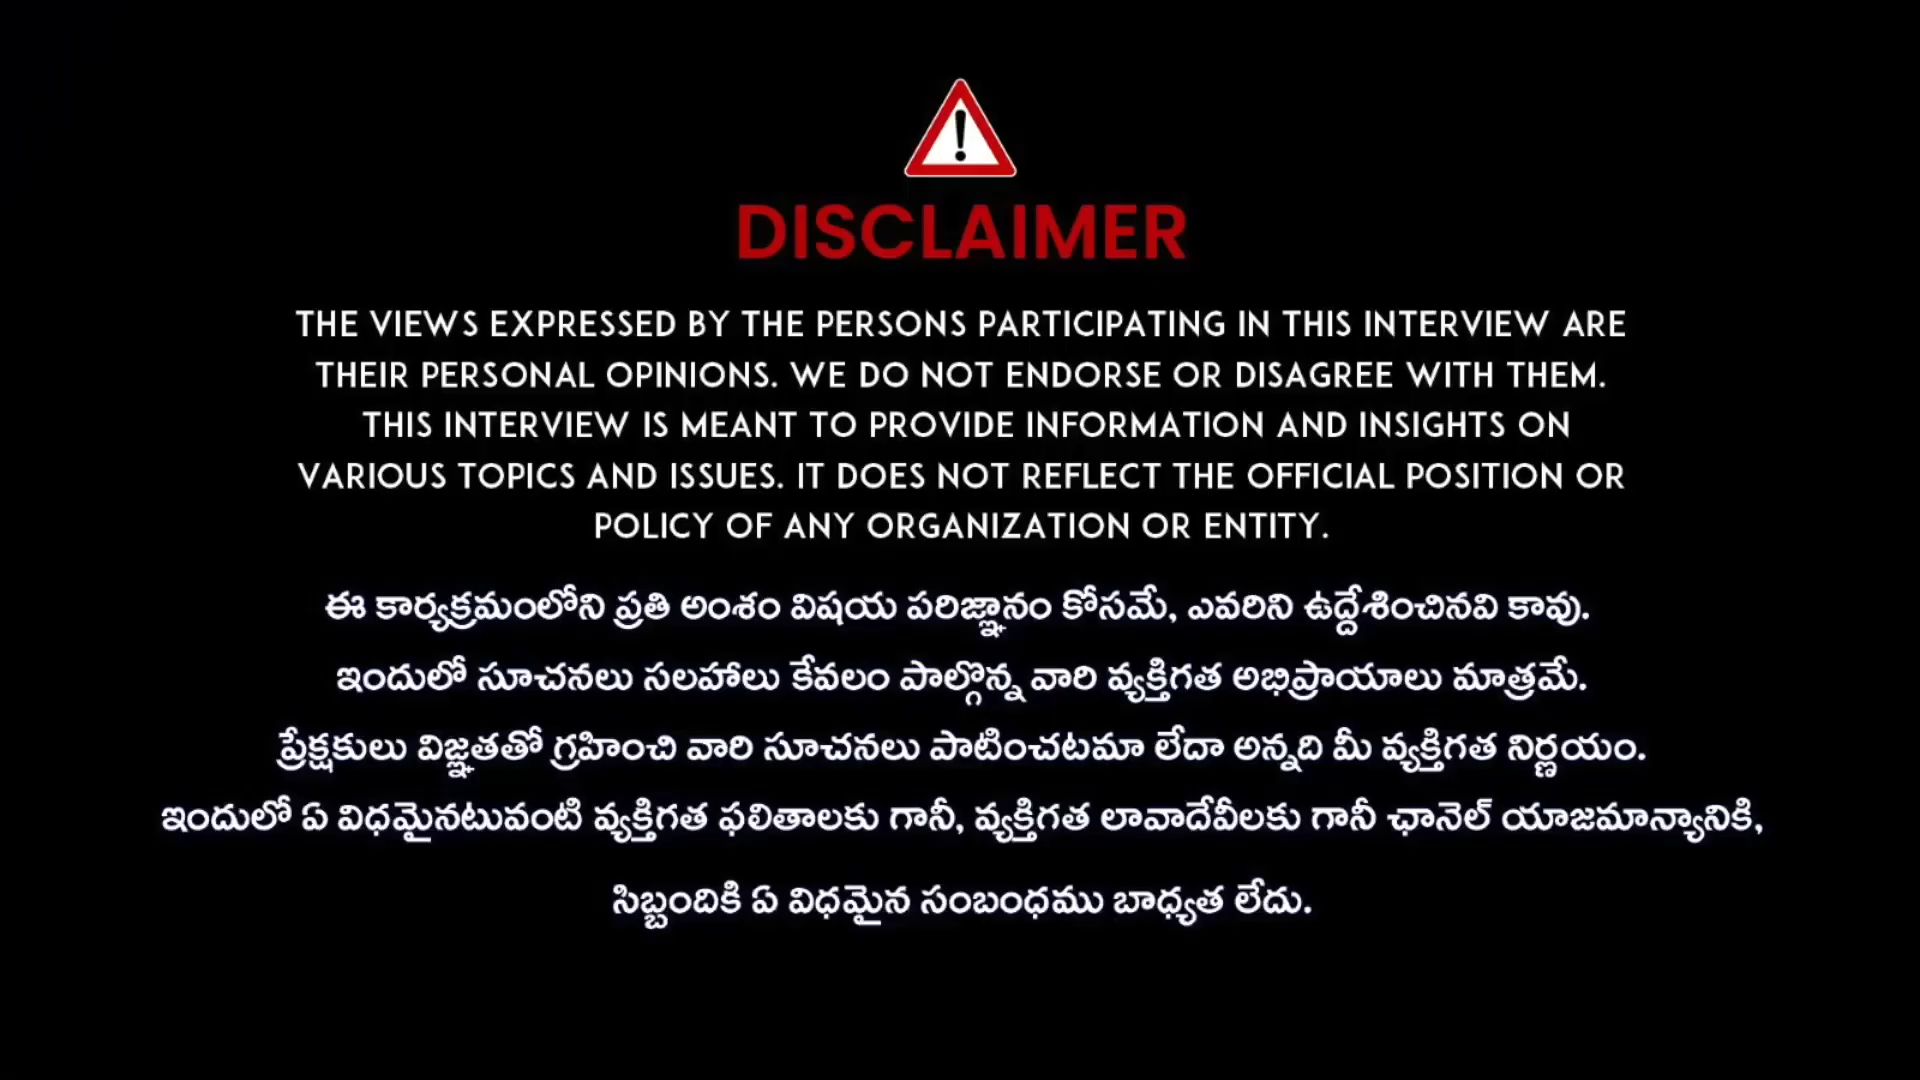 DISCLAIMER
THE VIEWS EXPRESSED BY THE PERSONS PARTICIPATING IN THIS INTERVIEW ARE
THEIR PERSONAL OPINIONS. WE DO NOT ENDORSE OR DISAGREE WITH THEM.
THIS INTERVIEW IS MEANT TO PROVIDE INFORMATION AND INSIGHTS ON
VARIOUS TOPICS AND ISSUES. IT DOES NOT REFLECT THE OFFICIAL POSITION OR
POLICY OF ANY ORGANIZATION OR ENTITY.
ఈ కార్యక్రమంలోని ప్రతి అంశం విషయ పరిజ్ఞానం కోసమే, ఎవరిని ఉద్దేశించినవి కావు.
ఇందులో సూచనలు సలహాలు కేవలం పాల్గొన్న వారి వ్యక్తిగత అభిప్రాయాలు మాత్రమే.
ప్రేక్షకులు విజ్ఞతతో గ్రహించి వారి సూచనలు పాటించటమా లేదా అన్నది మీ వ్యక్తిగత నిర్ణయం.
ఇందులో ఏ విధమైనటువంటి వ్యక్తిగత ఫలితాలకు గానీ, వ్యక్తిగత లావాదేవీలకు గానీ ఛానెల్ యాజమాన్యానికి,
సిబ్బందికి ఏ విధమైన సంబంధము బాధ్యత లేదు.